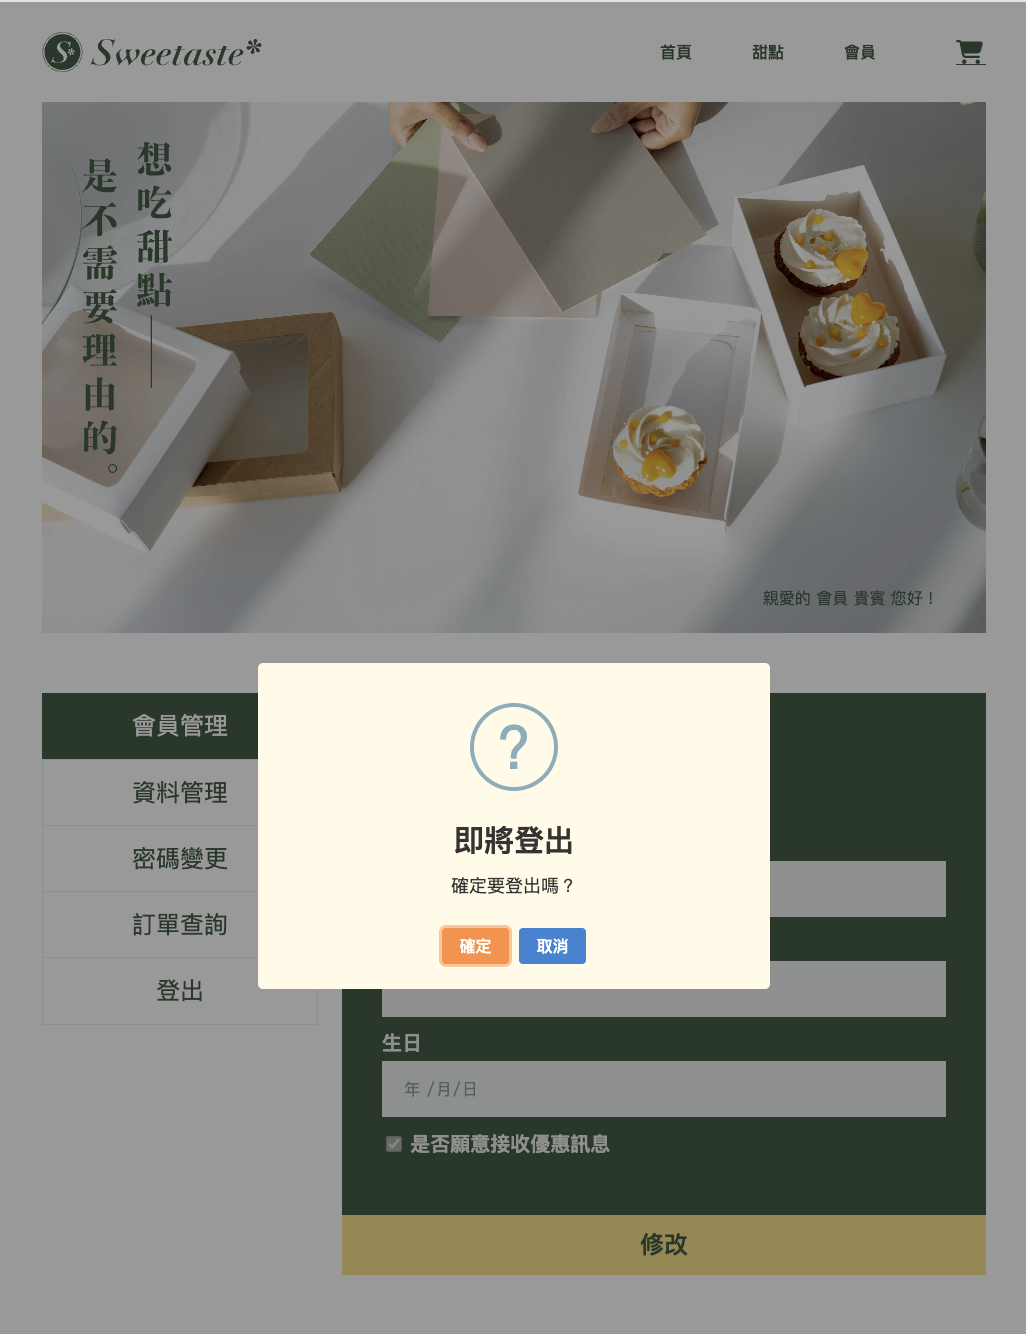 Sweetaste*
首頁
甜點
會員
想吃甜點——
是不需要理由的。
親愛的 會員 貴賓 您好！
會員管理
資料管理
密碼變更
訂單查詢
登出
?
即將登出
確定要登出嗎？
確定
取消
生日
年 /月/日
是否願意接收優惠訊息
修改